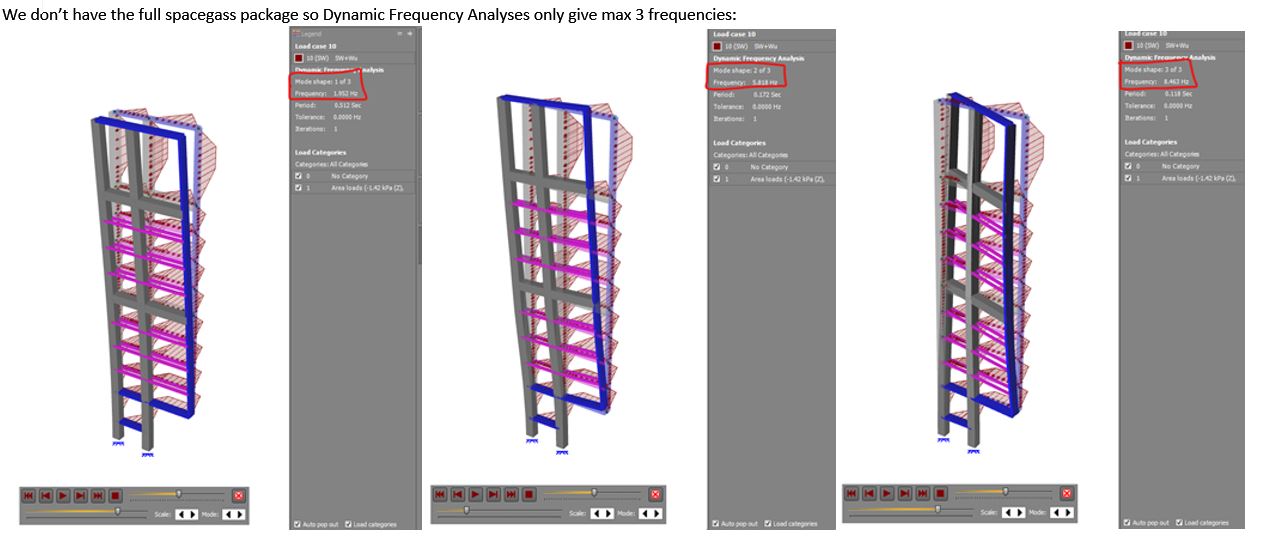 We don't have the full spacegass package so Dynamic Frequency Analyses only give max 3 frequencies:
Legend
Load case 10
10 (SW) SW+Wu
Dynamic Frequency Analysis
Mode shape: 1 of 3
Frequency: 1.952 Hz
Period: 0.512 Sec
Tolerance: 0.0000 Hz
Iterations: 1
Load Categories
Categories: All Categories
0 No Category
1 Area loads (-1.42 kPa (Z),
Auto pop out Load categories
Scale: Mode:
Load case 10
10 (SW) SW+Wu
Dynamic Frequency Analysis
Mode shape: 2 of 3
Frequency: 5.818 Hz
Period: 0.172 Sec
Tolerance: 0.0000 Hz
Iterations: 1
Load Categories
Categories: All Categories
0 No Category
1 Area loads (-1.42 kPa (Z),
Auto pop out Load categories
Scale: Mode:
Load case 10
10 (SW) SW+Wu
Dynamic Frequency Analysis
Mode shape: 3 of 3
Frequency: 8.463 Hz
Period: 0.118 Sec
Tolerance: 0.0000 Hz
Iterations: 1
Load Categories
Categories: All Categories
0 No Category
1 Area loads (-1.42 kPa (Z),
Auto pop out Load categories
Scale: Mode: